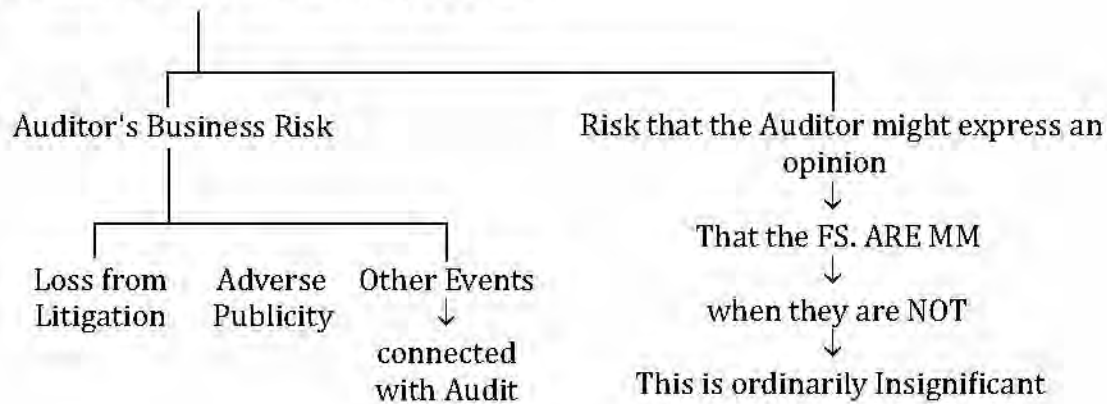 Auditor's Business Risk
Loss from
Litigation
Adverse
Publicity
Other Events
↓
connected
with Audit
Risk that the Auditor might express an
opinion
↓
That the FS. ARE MM
↓
when they are NOT
↓
This is ordinarily Insignificant